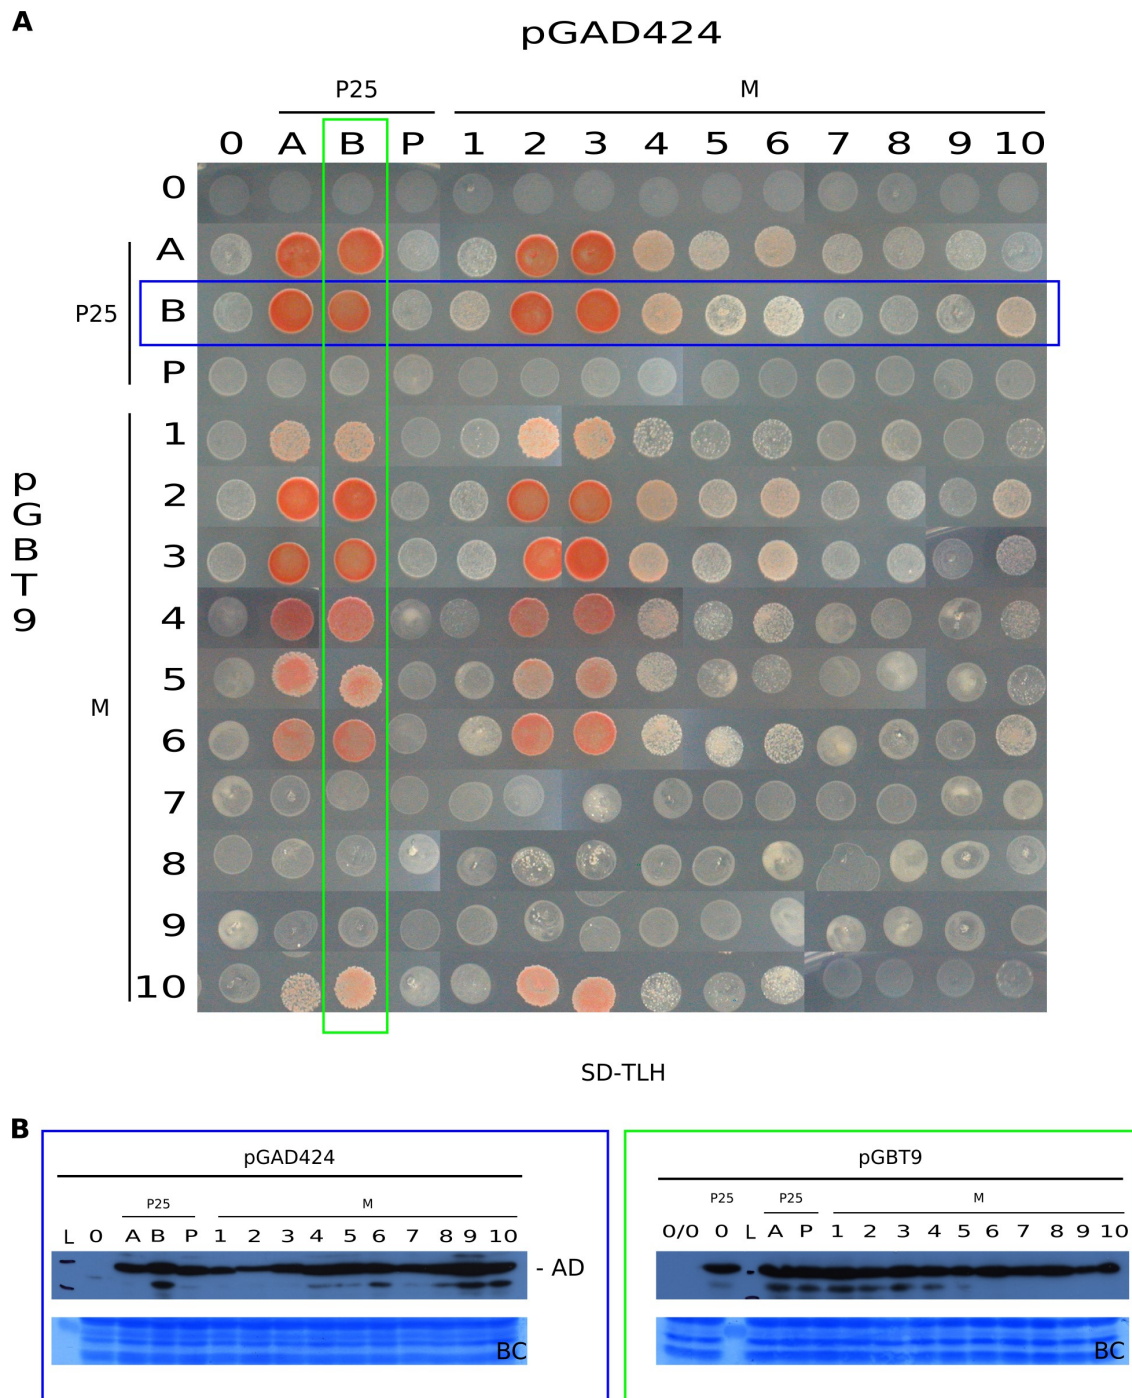 A
pGAD424
P25 M
0 A B P 1 2 3 4 5 6 7 8 9 10
0
A
P25 B
P
1
pGBT9 2
3
4
M 5
6
7
8
9
10
SD-TLH
B
pGAD424
P25 M
L 0 A B P 1 2 3 4 5 6 7 8 9 10
- AD
BC
pGBT9
P25 P25 M
0/0 0 L A P 1 2 3 4 5 6 7 8 9 10
BC